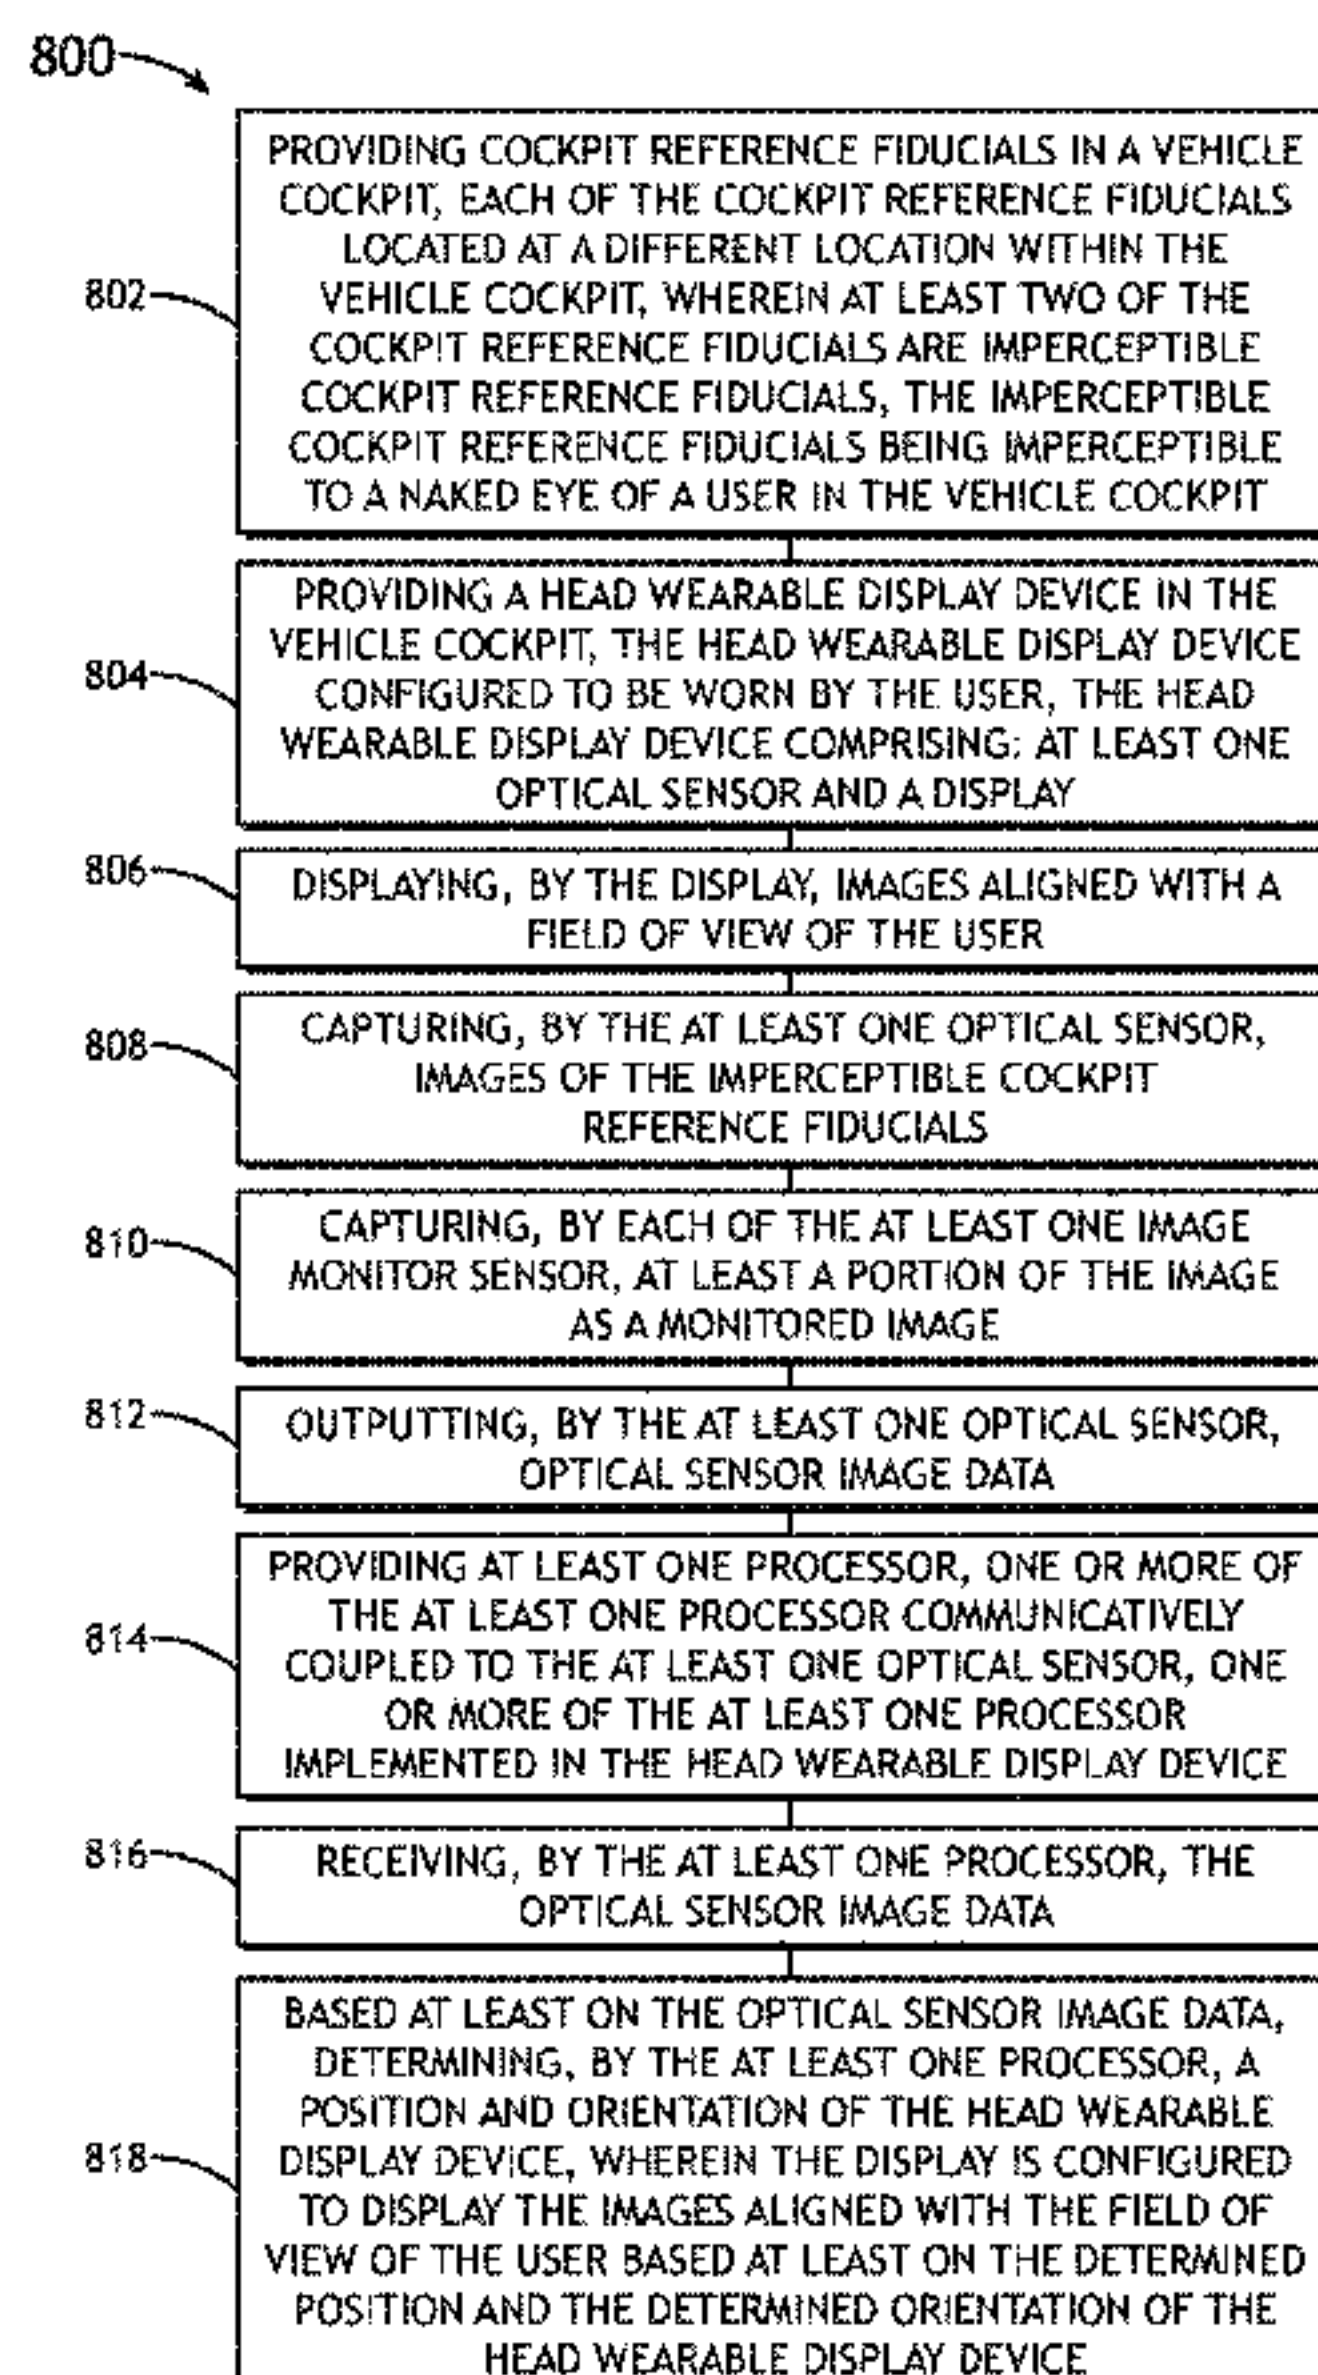 800
PROVIDING COCKPIT REFERENCE FIDUCIALS IN A VEHICLE
COCKPIT, EACH OF THE COCKPIT REFERENCE FIDUCIALS
LOCATED AT A DIFFERENT LOCATION WITHIN THE
VEHICLE COCKPIT, WHEREIN AT LEAST TWO OF THE
COCKPIT REFERENCE FIDUCIALS ARE IMPERCEPTIBLE
COCKPIT REFERENCE FIDUCIALS, THE IMPERCEPTIBLE
COCKPIT REFERENCE FIDUCIALS BEING IMPERCEPTIBLE
TO A NAKED EYE OF A USER IN THE VEHICLE COCKPIT
802
PROVIDING A HEAD WEARABLE DISPLAY DEVICE IN THE
VEHICLE COCKPIT, THE HEAD WEARABLE DISPLAY DEVICE
CONFIGURED TO BE WORN BY THE USER, THE HEAD
WEARABLE DISPLAY DEVICE COMPRISING: AT LEAST ONE
OPTICAL SENSOR AND A DISPLAY
804
DISPLAYING, BY THE DISPLAY, IMAGES ALIGNED WITH A
FIELD OF VIEW OF THE USER
806
CAPTURING, BY THE AT LEAST ONE OPTICAL SENSOR,
IMAGES OF THE IMPERCEPTIBLE COCKPIT
REFERENCE FIDUCIALS
808
CAPTURING, BY EACH OF THE AT LEAST ONE IMAGE
MONITOR SENSOR, AT LEAST A PORTION OF THE IMAGE
AS A MONITORED IMAGE
810
OUTPUTTING, BY THE AT LEAST ONE OPTICAL SENSOR,
OPTICAL SENSOR IMAGE DATA
812
PROVIDING AT LEAST ONE PROCESSOR, ONE OR MORE OF
THE AT LEAST ONE PROCESSOR COMMUNICATIVELY
COUPLED TO THE AT LEAST ONE OPTICAL SENSOR, ONE
OR MORE OF THE AT LEAST ONE PROCESSOR
IMPLEMENTED IN THE HEAD WEARABLE DISPLAY DEVICE
814
RECEIVING, BY THE AT LEAST ONE PROCESSOR, THE
OPTICAL SENSOR IMAGE DATA
816
BASED AT LEAST ON THE OPTICAL SENSOR IMAGE DATA,
DETERMINING, BY THE AT LEAST ONE PROCESSOR, A
POSITION AND ORIENTATION OF THE HEAD WEARABLE
DISPLAY DEVICE, WHEREIN THE DISPLAY IS CONFIGURED
TO DISPLAY THE IMAGES ALIGNED WITH THE FIELD OF
VIEW OF THE USER BASED AT LEAST ON THE DETERMINED
POSITION AND THE DETERMINED ORIENTATION OF THE
HEAD WEARABLE DISPLAY DEVICE
818